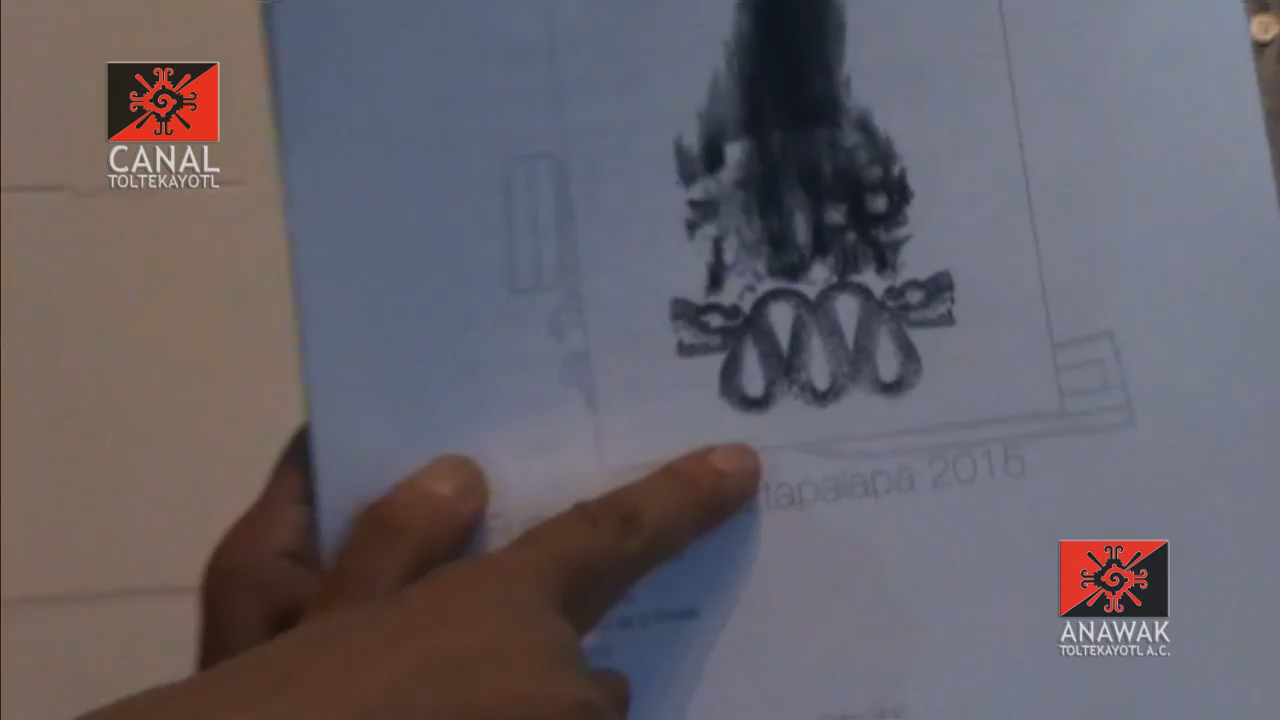 CANAL
TOLTEKAYOTL
tapalapa 2015
ANAWAK
TOLTEKAYOTL A.C.